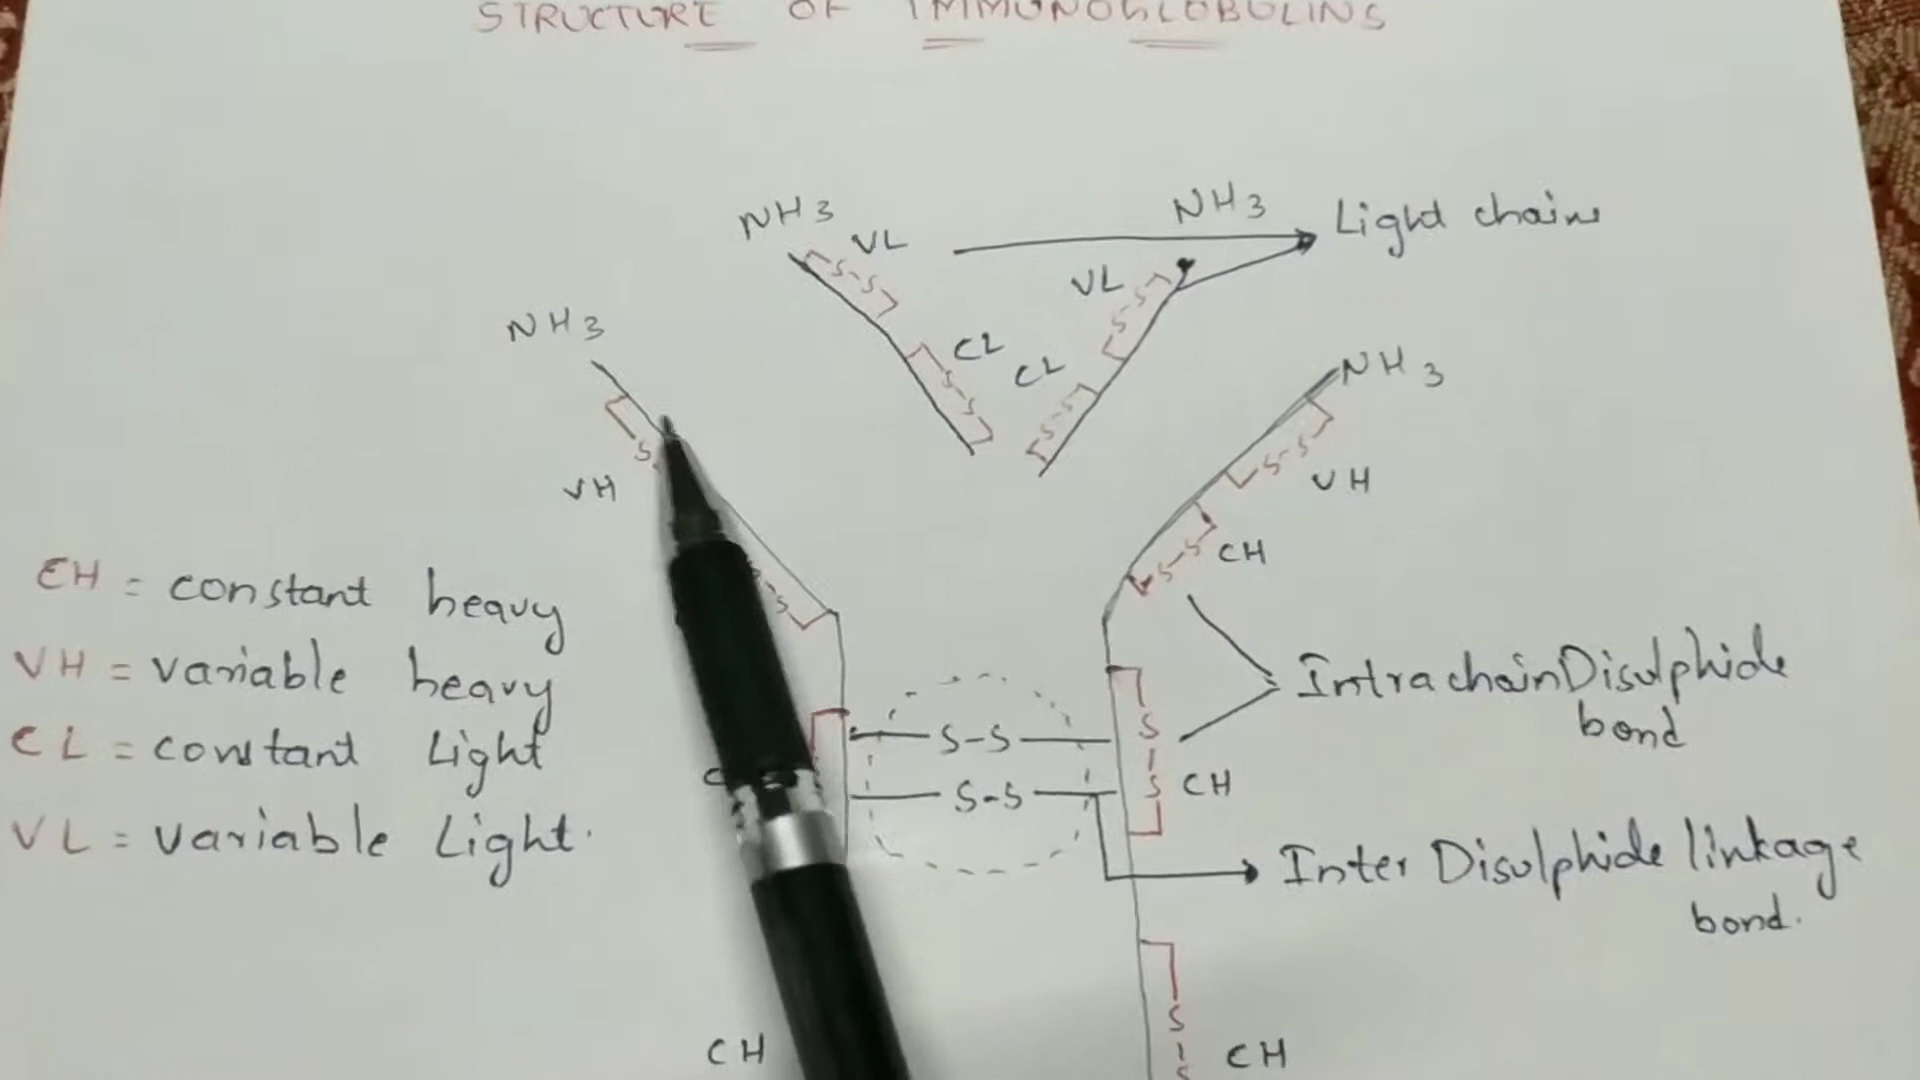 STRUCTURE OF IMMUNOGLOBULINS
NH3
NH3
Light chains
VL
VL
S-S
S-S
NH3
CL
CL
NH3
S-S
S-S
S
VH
S-S
VH
S-S
CH
S
CH = constant heavy
VH = variable heavy
CL = constant Light
VL = variable Light.
Intrachain Disulphide
bond
S-S
S-S
S
S
CH
C
Inter Disulphide linkage
bond.
S
S
CH
CH